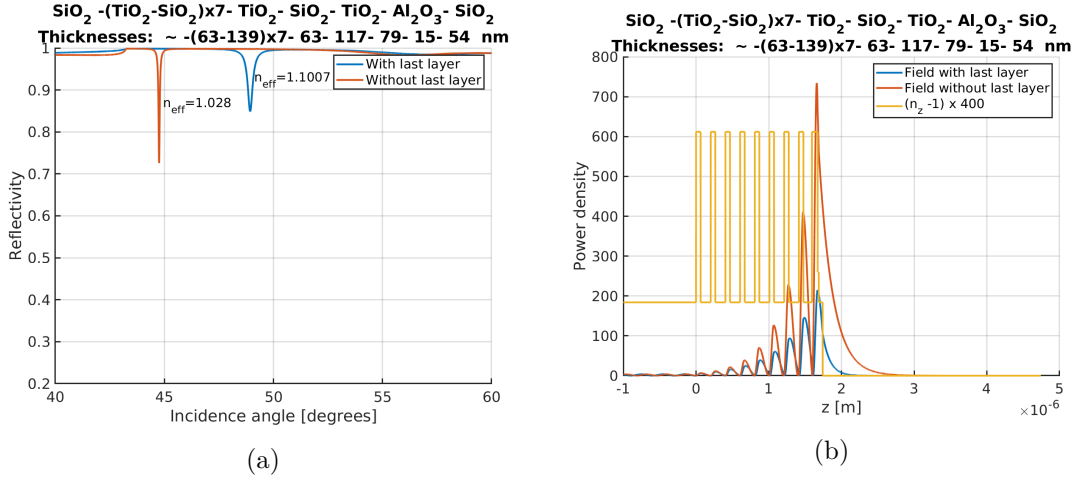 SiO2 -(TiO2-SiO2)x7- TiO2- SiO2- TiO2- Al2O3- SiO2
Thicknesses: ~ -(63-139)x7- 63- 117- 79- 15- 54 nm
1
0.9
0.8
0.7
0.6
0.5
0.4
0.3
0.2
Reflectivity
neff=1.1007
neff=1.028
With last layer
Without last layer
40
45
50
55
60
Incidence angle [degrees]
(a)
SiO2 -(TiO2-SiO2)x7- TiO2- SiO2- TiO2- Al2O3- SiO2
Thicknesses: ~ -(63-139)x7- 63- 117- 79- 15- 54 nm
800
700
600
500
400
300
200
100
0
Power density
Field with last layer
Field without last layer
(nz -1) x 400
-1
0
1
2
3
4
5
z [m]
×10-6
(b)